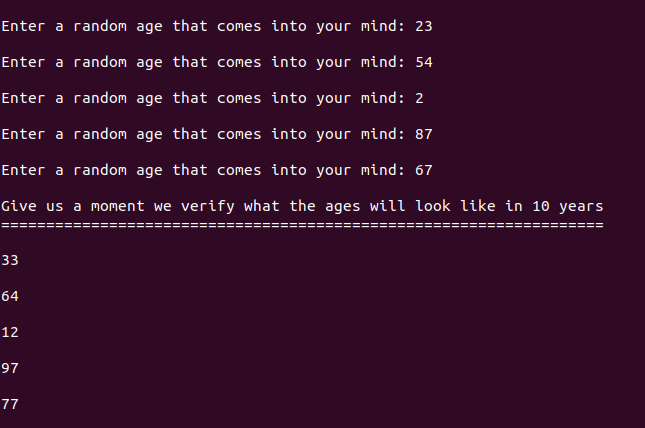 Enter a random age that comes into your mind: 23
Enter a random age that comes into your mind: 54
Enter a random age that comes into your mind: 2
Enter a random age that comes into your mind: 87
Enter a random age that comes into your mind: 67
Give us a moment we verify what the ages will look like in 10 years
===================================================================
33
64
12
97
77